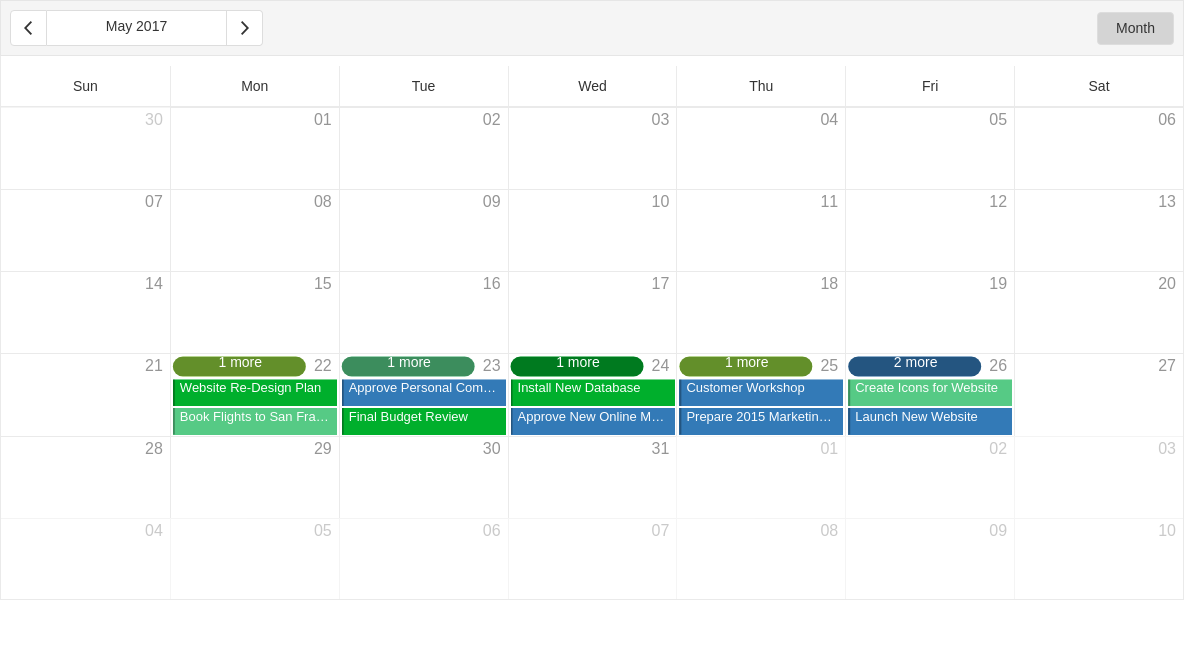 May 2017
Month
Sun Mon Tue Wed Thu Fri Sat
30 01 02 03 04 05 06
07 08 09 10 11 12 13
14 15 16 17 18 19 20
21 1 more 22 1 more 23 1 more 24 1 more 25 2 more 26 27
Website Re-Design Plan Approve Personal Com… Install New Database Customer Workshop Create Icons for Website
Book Flights to San Fra… Final Budget Review Approve New Online M… Prepare 2015 Marketin… Launch New Website
28 29 30 31 01 02 03
04 05 06 07 08 09 10